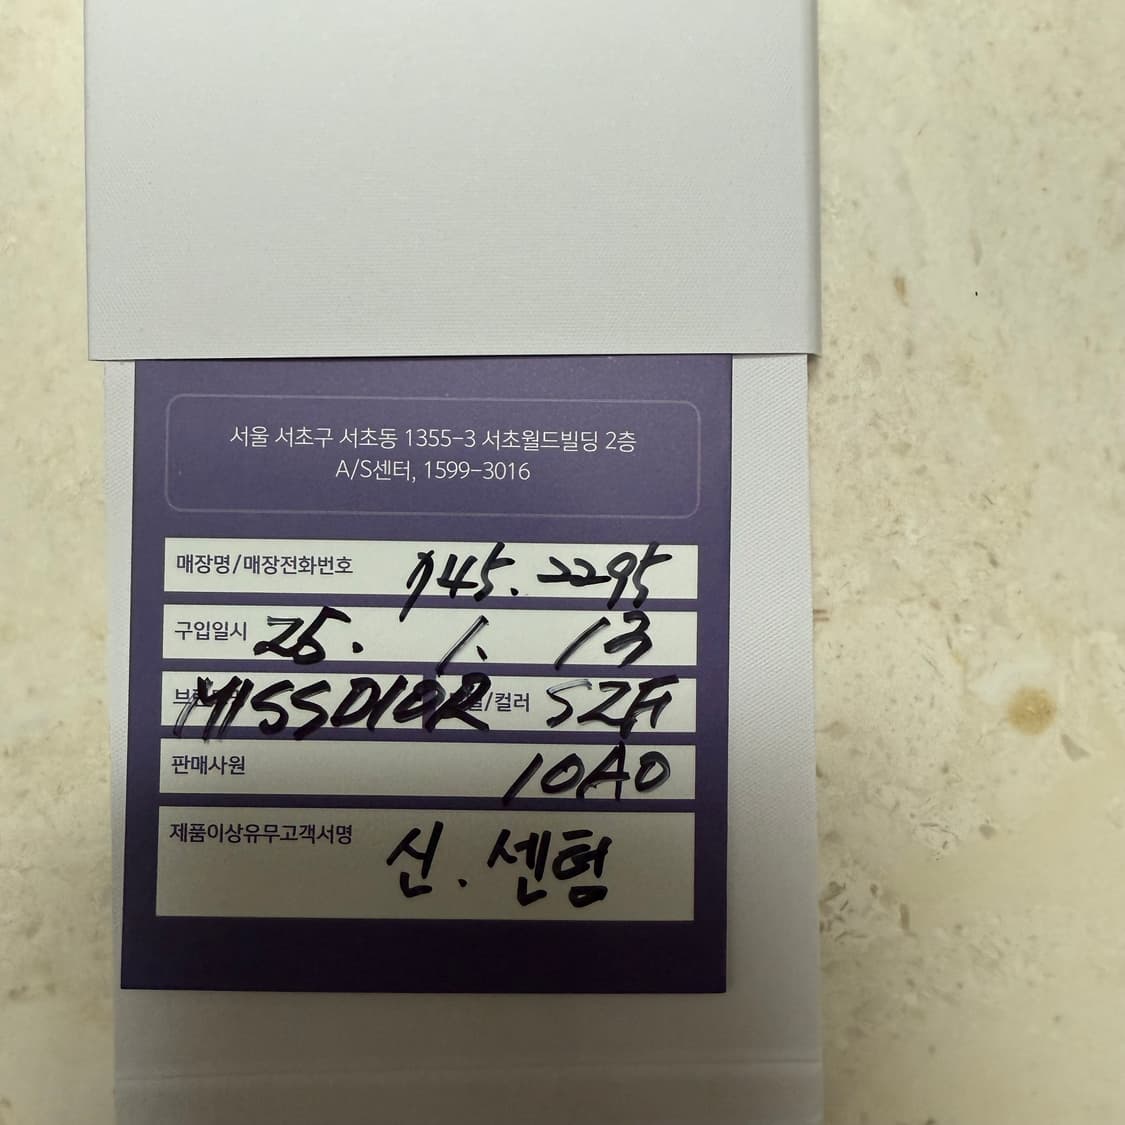 서울 서초구 서초동 1355-3 서초월드빌딩 2층
A/S센터, 1599-3016
매장명/매장전화번호 745. 2295
구입일시 25. 1. 13
MISSDIOR /컬러 SZH
판매사원 10A0
제품이상유무고객서명 신. 센텀